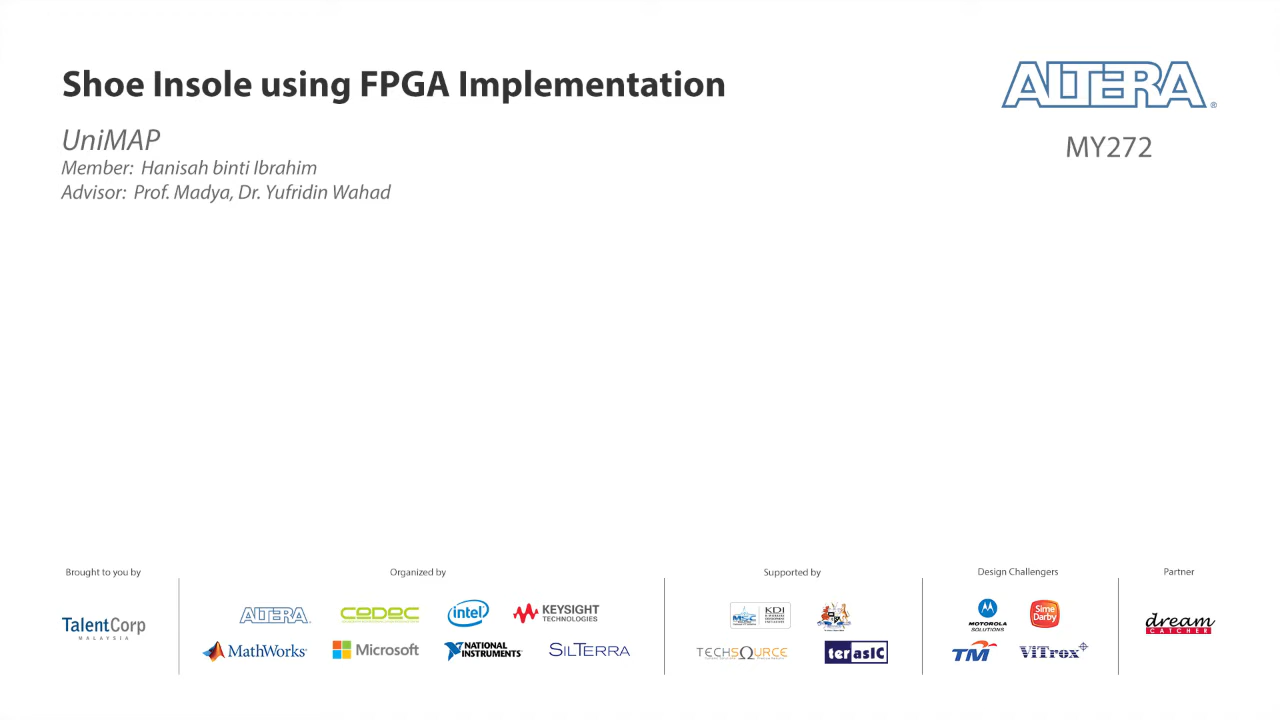 Shoe Insole using FPGA Implementation
UniMAP
Member: Hanisah binti Ibrahim
Advisor: Prof. Madya, Dr. Yufridin Wahad
ALTERA®
MY272
Brought to you by
TalentCorp
MALAYSIA
Organized by
ALTERA
CEDEC
intel
KEYSIGHT
TECHNOLOGIES
MathWorks
Microsoft
NATIONAL
INSTRUMENTS
SILTERRA
Supported by
MSC
KDI
TECHSOURCE
terasIC
Design Challengers
MOTOROLA
SOLUTIONS
Sime
Darby
TM
ViTrox
Partner
dream
CATCHER